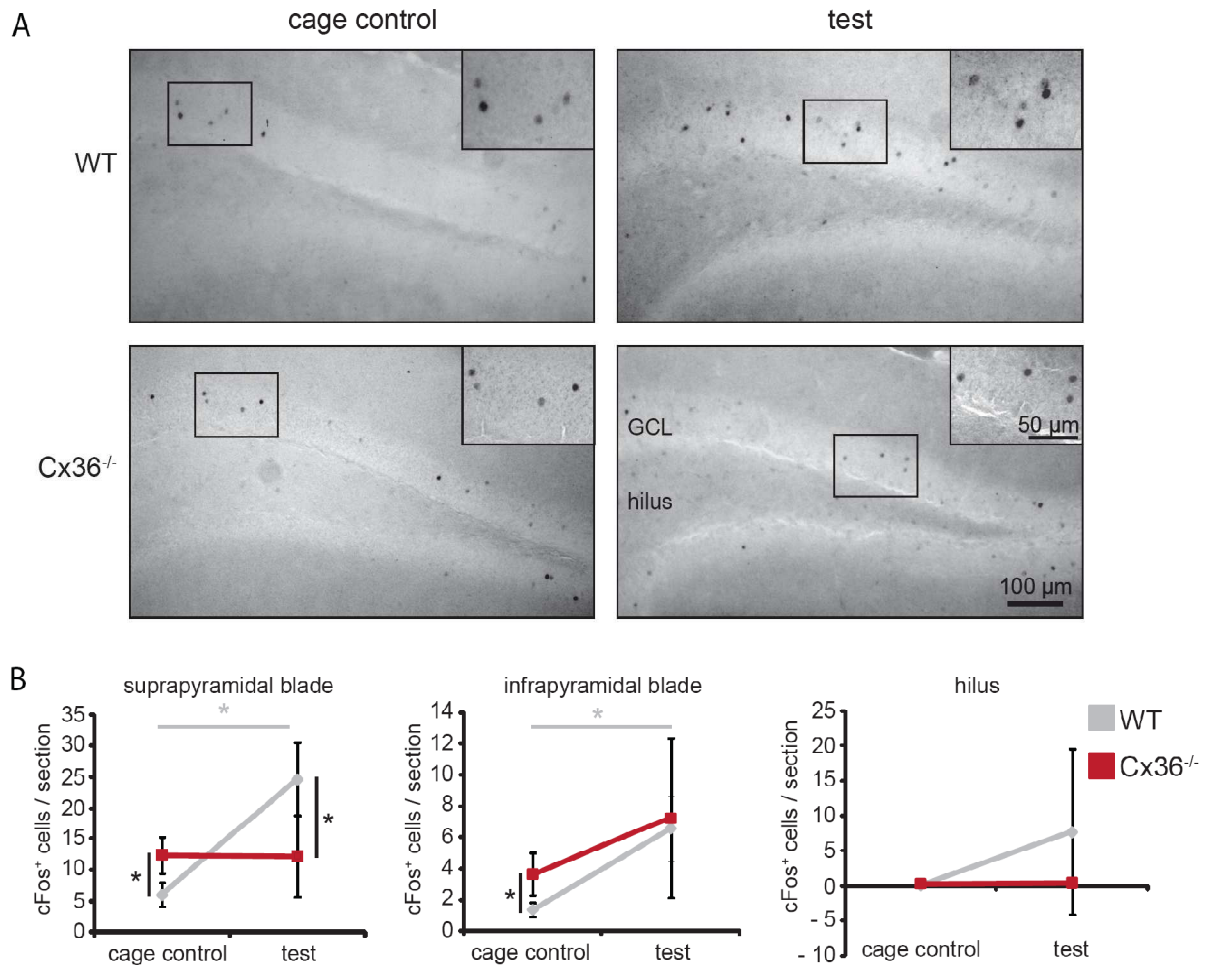 A
cage control
test
WT
Cx36-/-
GCL
hilus
50 µm
100 µm
B
suprapyramidal blade
infrapyramidal blade
hilus
cFos+ cells / section
35
30
25
20
15
10
5
0
*
*
*
cage control
test
cFos+ cells / section
14
12
10
8
6
4
2
0
*
*
cage control
test
cFos+ cells / section
25
20
15
10
5
0
- 5
- 10
cage control
test
WT
Cx36-/-